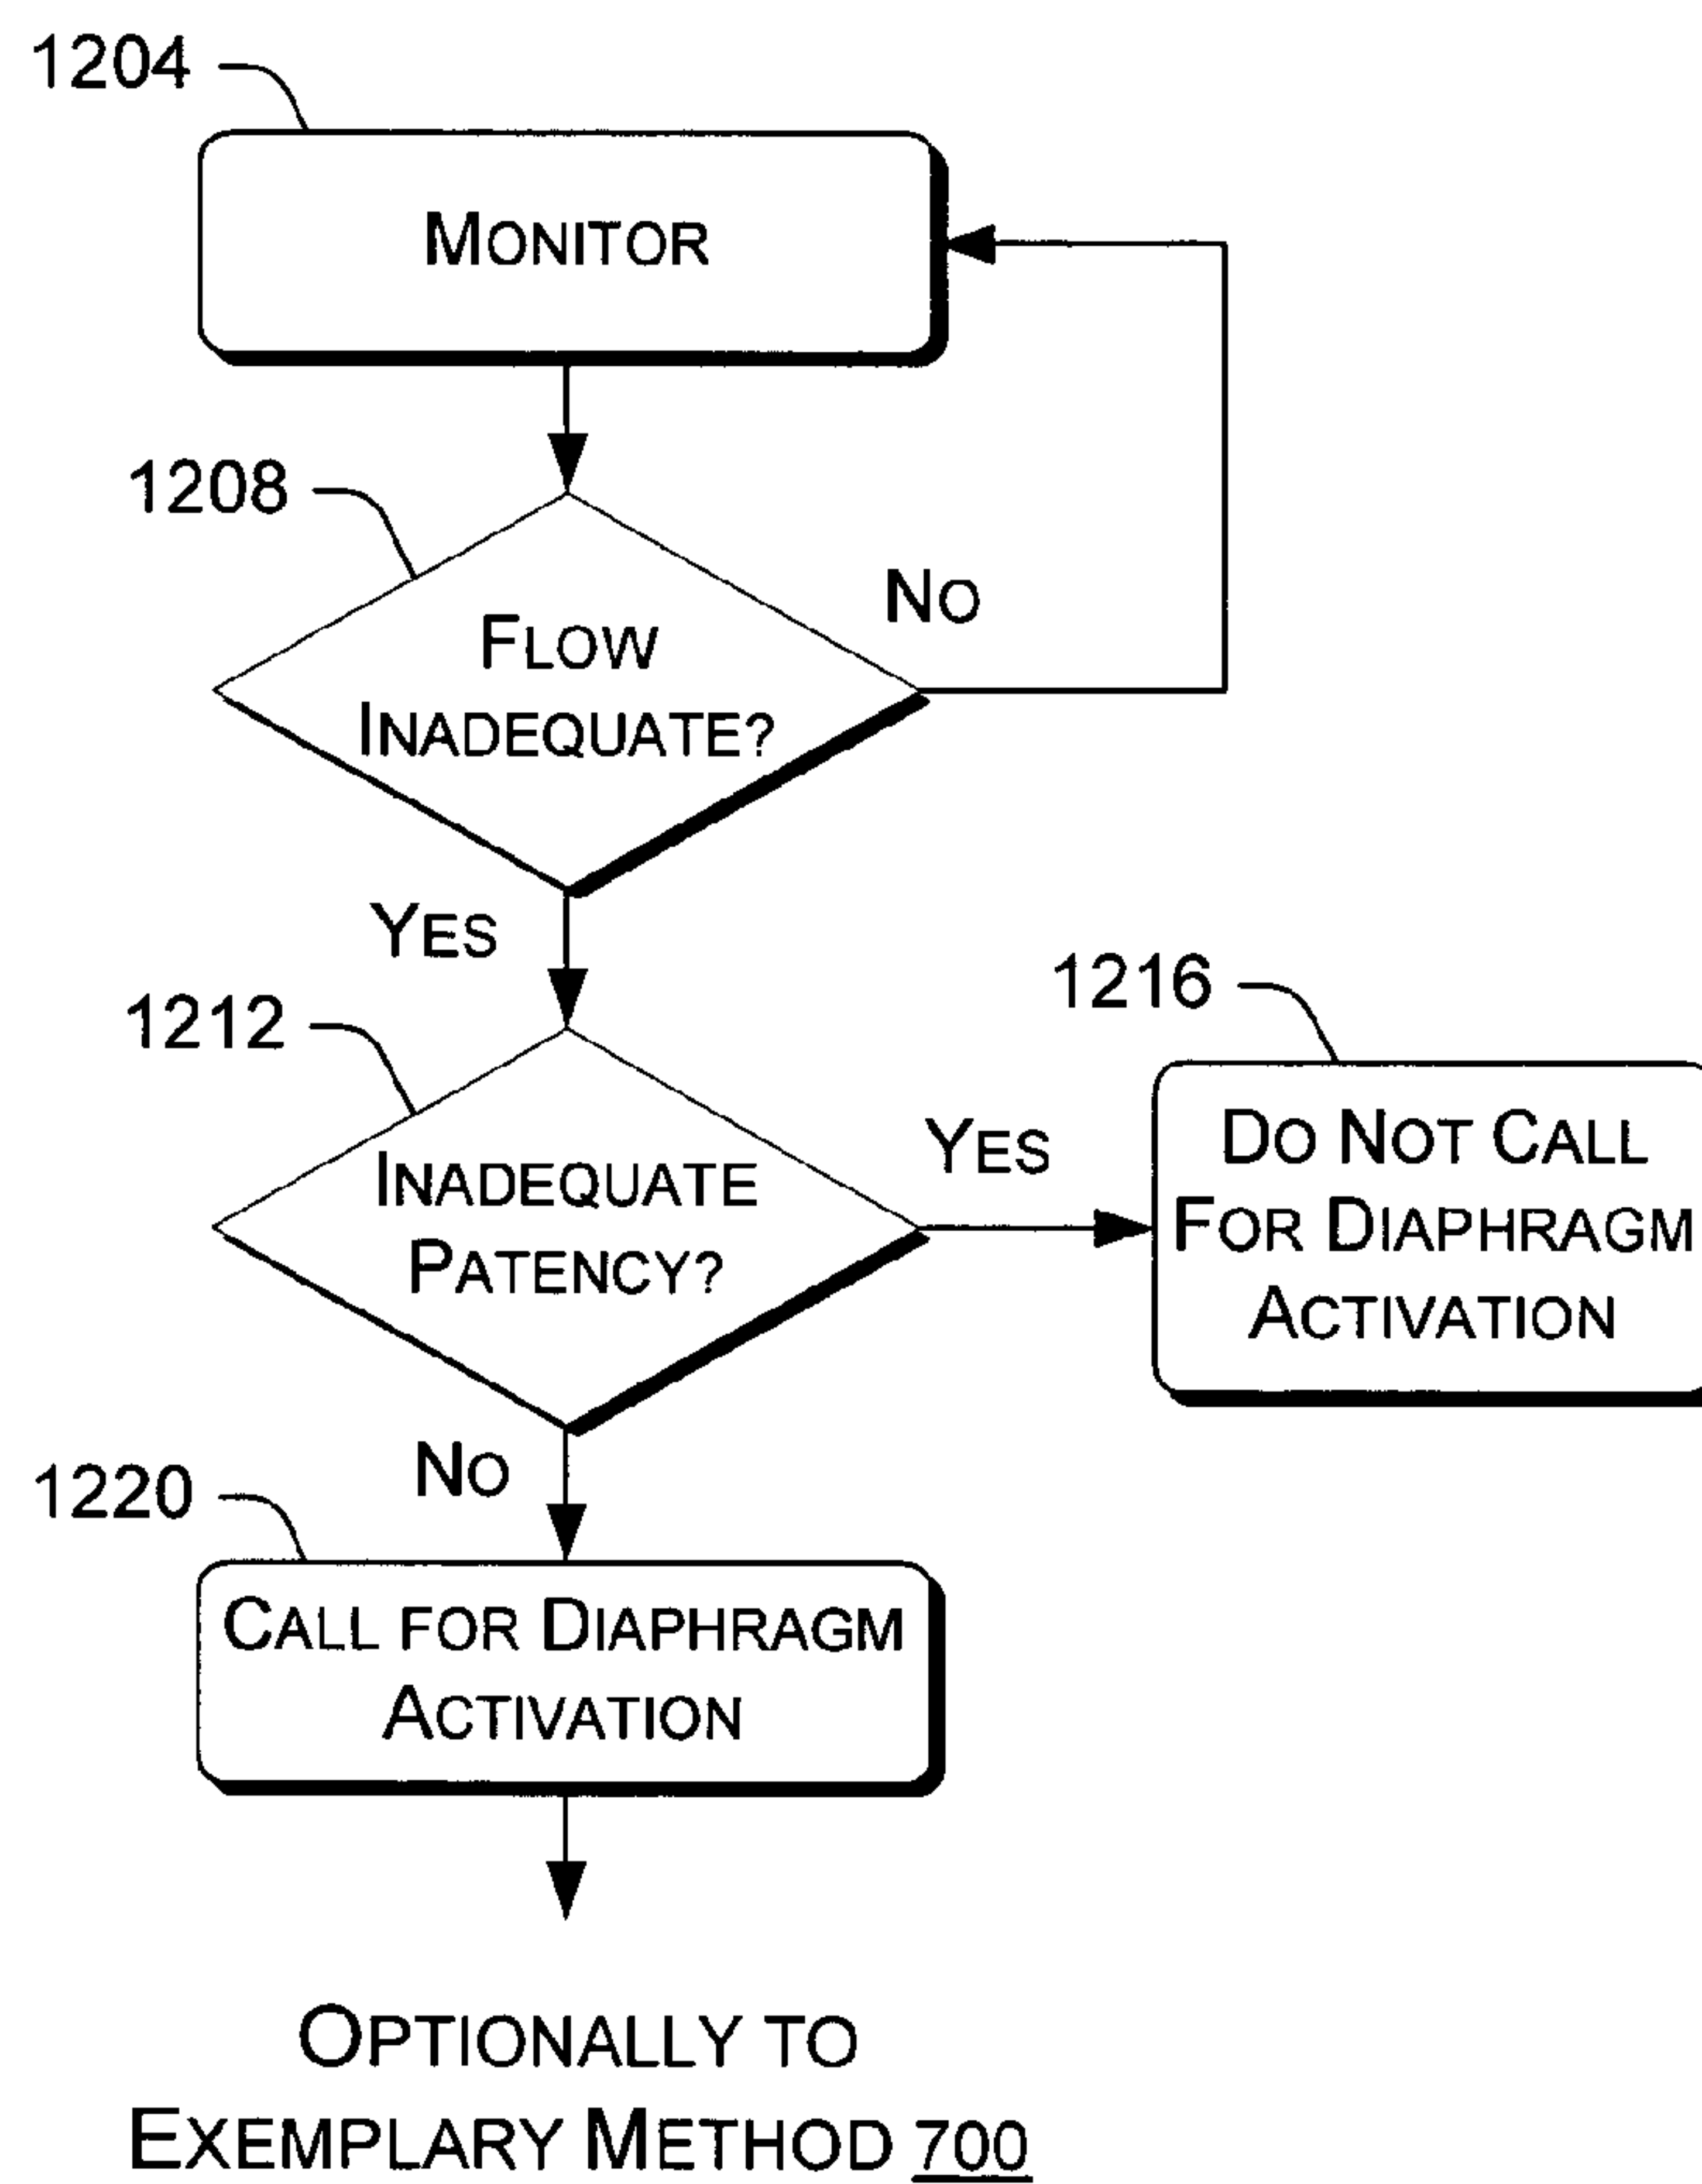 1204
MONITOR
1208
FLOW
INADEQUATE?
NO
YES
1212
INADEQUATE
PATENCY?
YES
1216
DO NOT CALL
FOR DIAPHRAGM
ACTIVATION
NO
1220
CALL FOR DIAPHRAGM
ACTIVATION
OPTIONALLY TO
EXEMPLARY METHOD 700